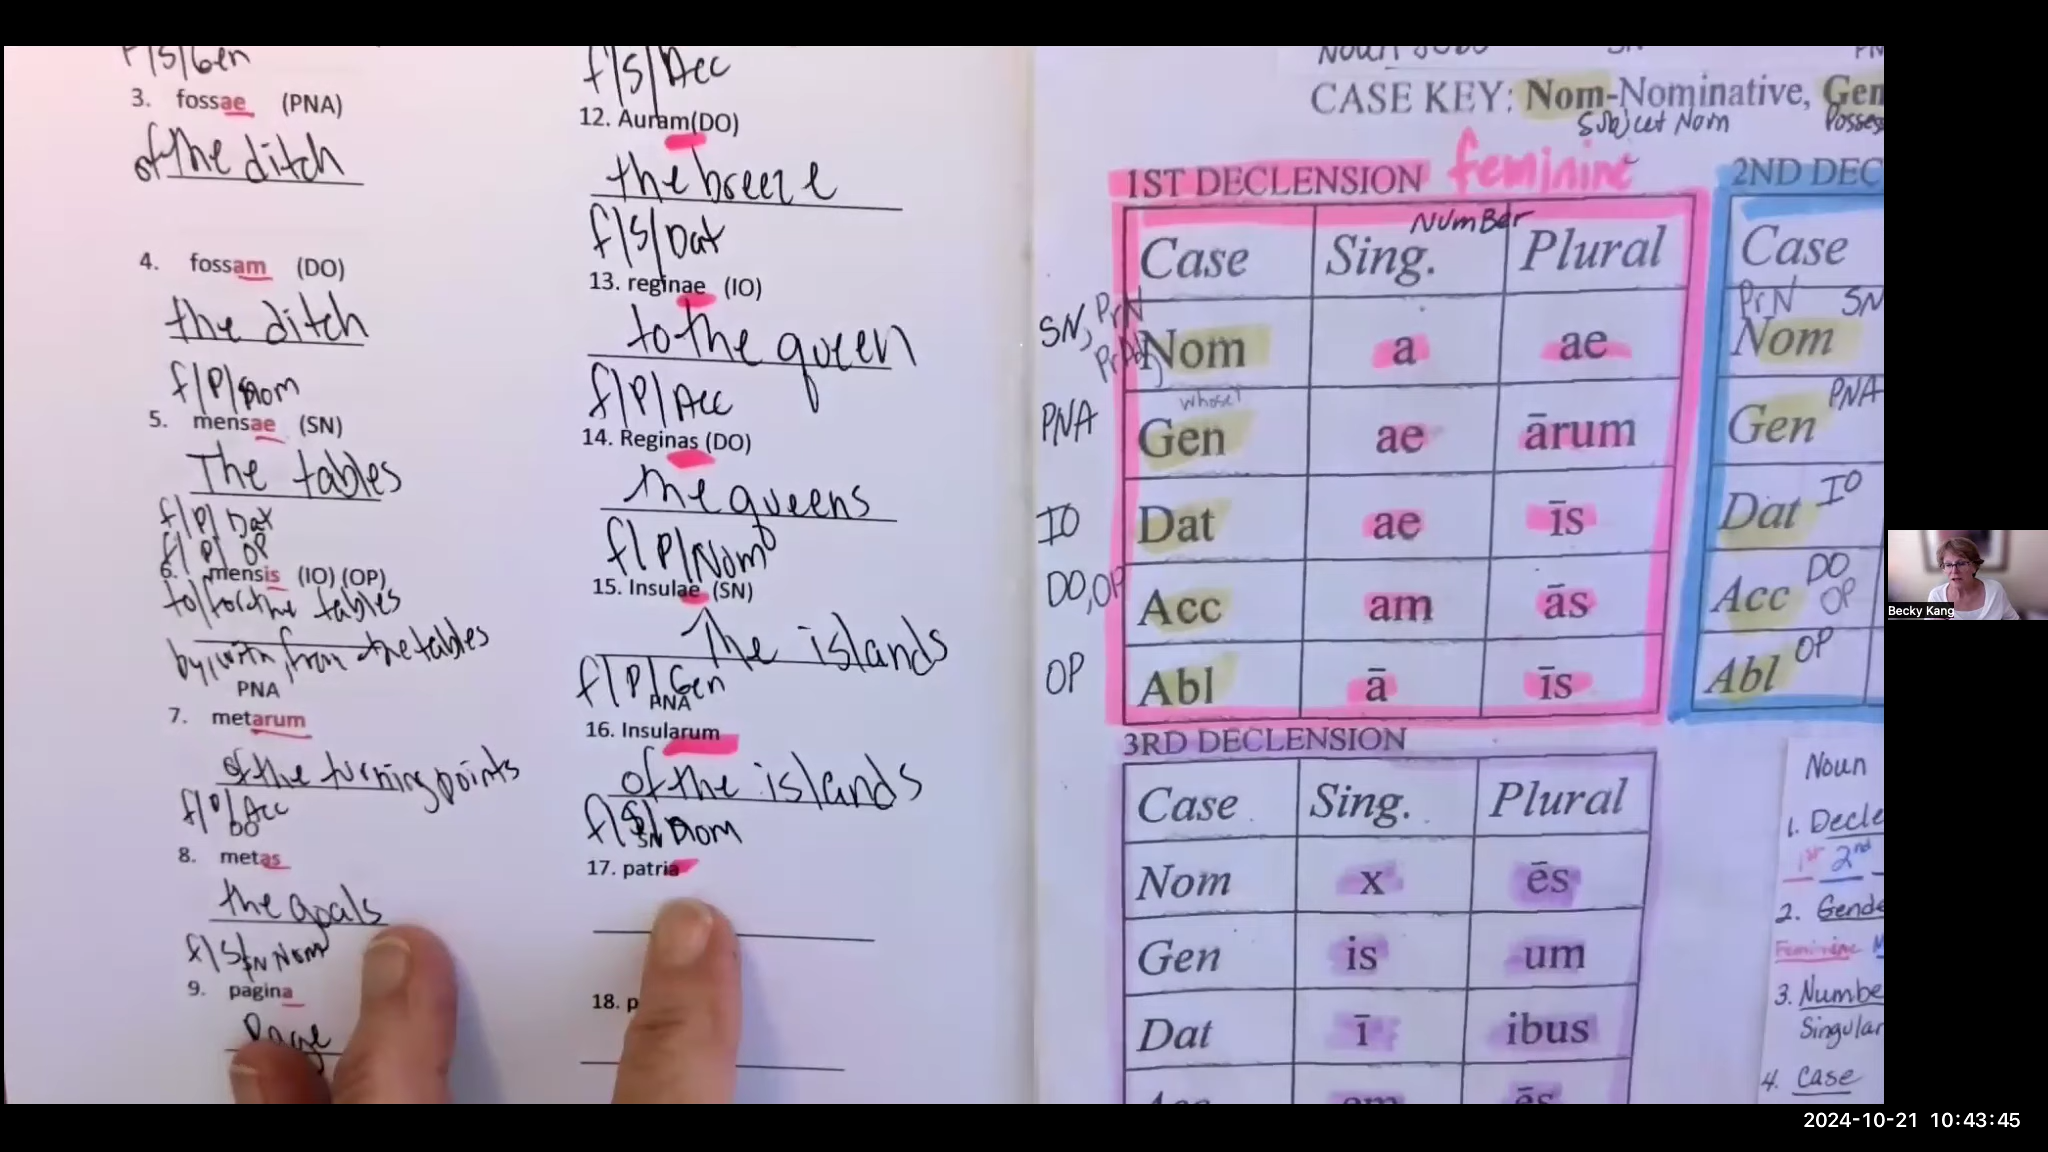 f/S/Gen
3. fossae (PNA)
of the ditch
4. fossam (DO)
the ditch
f/P/Nom
5. mensae (SN)
The tables
f/P/Dat
f/P/OP
6. mensis (IO) (OP)
to/for the tables
by, with, from the tables
PNA
7. metarum
of the turning points
f/P/Acc
DO
8. metas
the goals
f/S/SN Nom
9. pagina
Page
f/S/Acc
12. Auram(DO)
the breeze
f/S/Dat
13. reginae (IO)
to the queen
f/P/Acc
14. Reginas (DO)
the queens
f/P/Nom
15. Insulae (SN)
The islands
f/P/Gen
PNA
16. Insularum
of the islands
f/S/Nom
SN
17. patria
18. p
CASE KEY: Nom-Nominative, Gen
Subject Nom
Posses
1ST DECLENSION feminine
NumBer
Case Sing. Plural
SN, PrN
PrAdj
Nom a ae
whose?
PNA Gen ae ārum
IO Dat ae īs
DO, OP Acc am ās
OP Abl ā īs
2ND DEC
Case
PrN SN
Nom
Gen PNA
Dat IO
Acc DO
OP
Abl OP
3RD DECLENSION
Case Sing. Plural
Nom x ēs
Gen is um
Dat ī ibus
Acc em ēs
Noun
1. Decle
1st 2nd
2. Gende
Feminine M
3. Numbe
Singular
4. Case
Becky Kang
2024-10-21 10:43:45